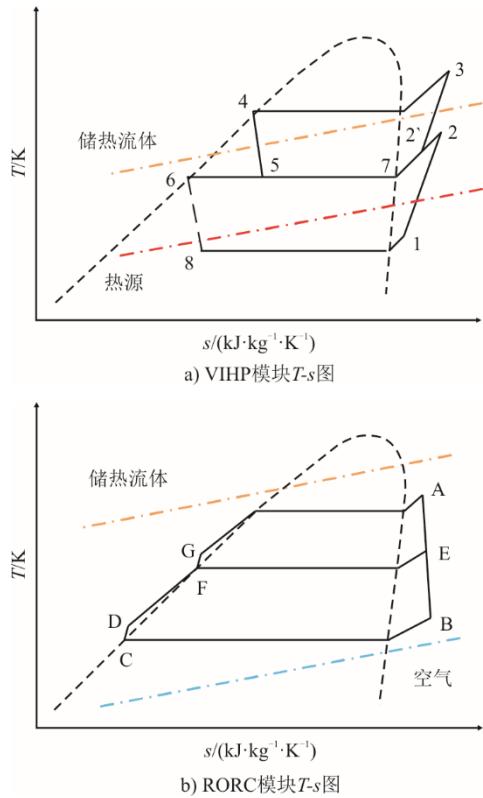 T/K
3
4
储热流体
2`
2
5
6
7
1
8
热源
s/(kJ·kg⁻¹·K⁻¹)
a) VIHP模块T-s图
T/K
储热流体
A
G
E
F
D
B
C
空气
s/(kJ·kg⁻¹·K⁻¹)
b) RORC模块T-s图